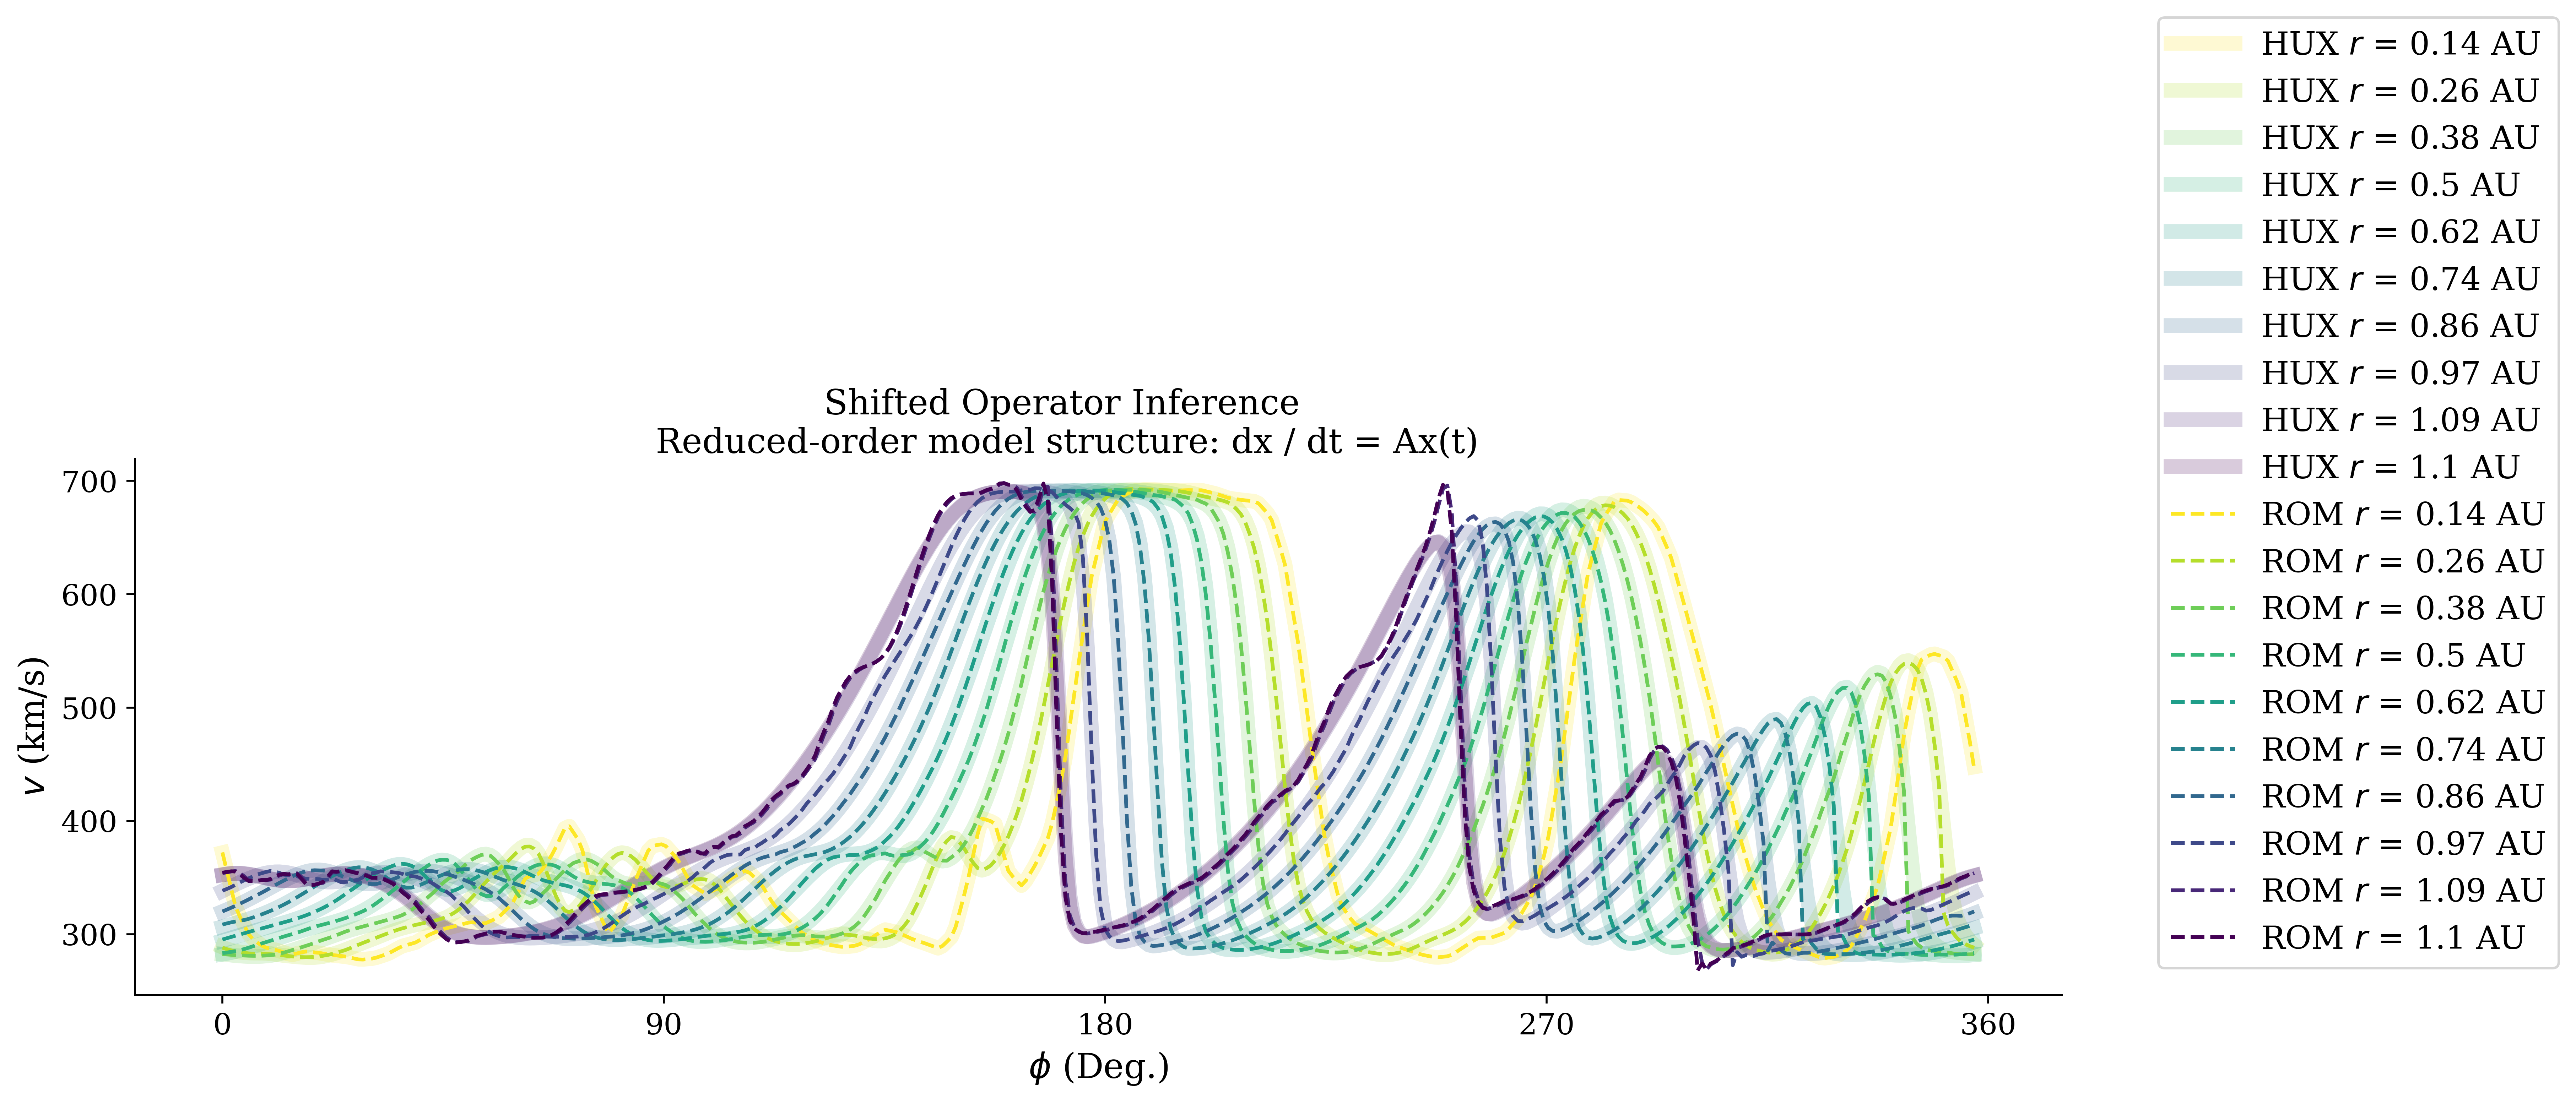 Shifted Operator Inference
Reduced-order model structure: dx / dt = Ax(t)
700
600
500
400
300
v (km/s)
0
90
180
270
360
ϕ (Deg.)
HUX r = 0.14 AU
HUX r = 0.26 AU
HUX r = 0.38 AU
HUX r = 0.5 AU
HUX r = 0.62 AU
HUX r = 0.74 AU
HUX r = 0.86 AU
HUX r = 0.97 AU
HUX r = 1.09 AU
HUX r = 1.1 AU
ROM r = 0.14 AU
ROM r = 0.26 AU
ROM r = 0.38 AU
ROM r = 0.5 AU
ROM r = 0.62 AU
ROM r = 0.74 AU
ROM r = 0.86 AU
ROM r = 0.97 AU
ROM r = 1.09 AU
ROM r = 1.1 AU